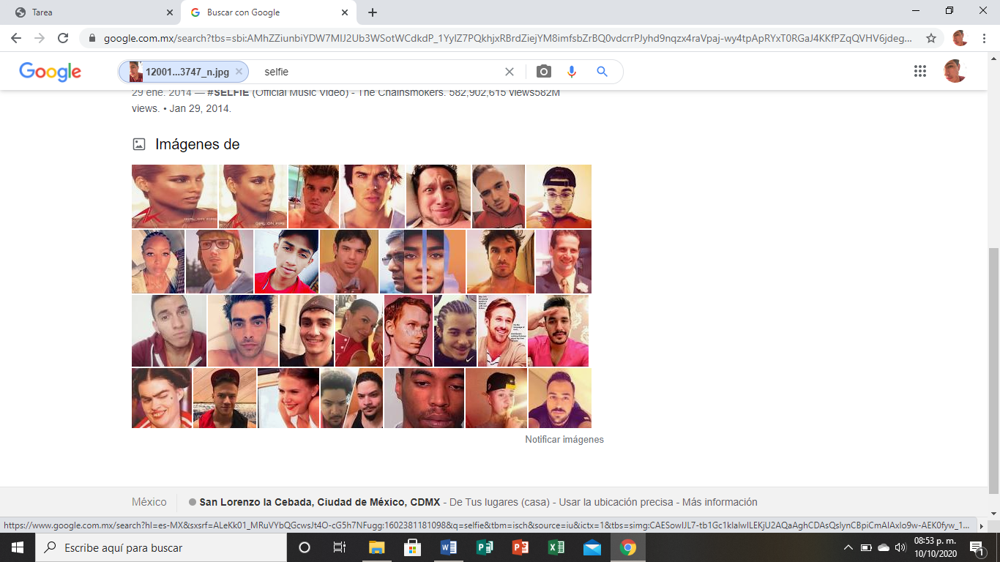 Tarea
Buscar con Google
google.com.mx/search?tbs=sbi:AMhZZiunbiYDW7MIJ2Ub3WSotWCdkdP_1YylZ7PQkhjxRBrdZiejYM8imfsbZrBQ0vdcrrPJyhd9nqzx4raVpaj-wy4tpApRYxT0RGaJ4KKfPZqQVHV6jdeg...
Google
12001...3747_n.jpg
selfie
29 ene. 2014 — #SELFIE (Official Music Video) - The Chainsmokers. 582,902,615 views582M
views. • Jan 29, 2014.
Imágenes de
GIRL ON FIRE
GIRL ON FIRE
Notificar imágenes
México
San Lorenzo la Cebada, Ciudad de México, CDMX - De Tus lugares (casa) - Usar la ubicación precisa - Más información
https://www.google.com.mx/search?hl=es-MX&sxsrf=ALeKk01_MRuVYbQGcwsJt4O-cG5h7NFugg:1602381181098&q=selfie&tbm=isch&source=iu&ictx=1&tbs=simg:CAESowIJL7-tb1Gc1klaIwILEKjU2AQaAghCDAsQsIynCBpiCmAIAxIo9w-AEK0fyw_1...
Escribe aquí para buscar
08:53 p. m.
10/10/2020
1